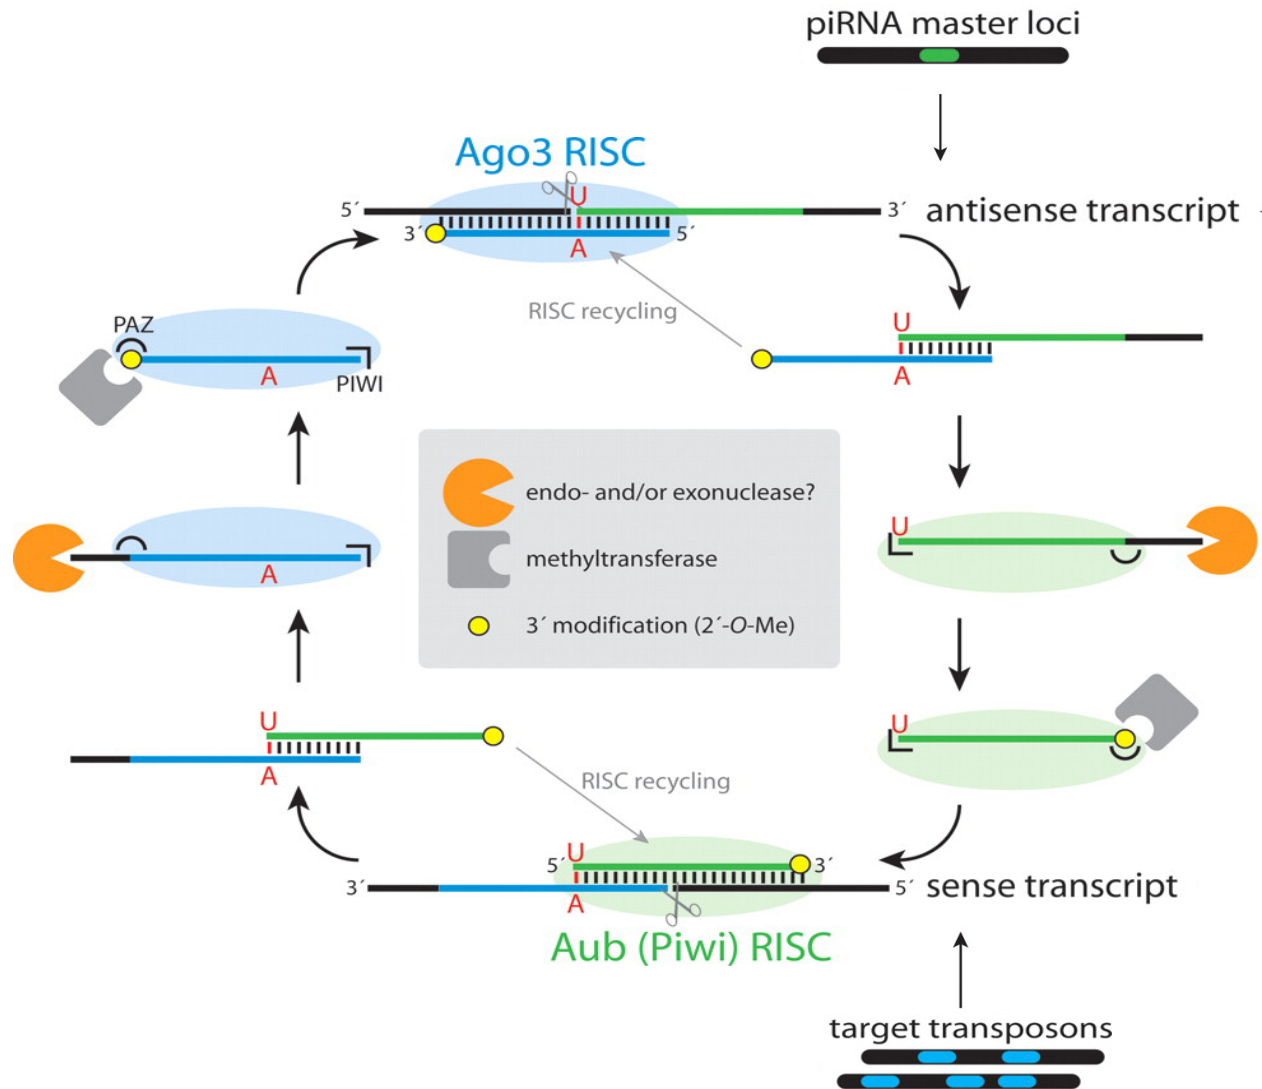 piRNA master loci
Ago3 RISC
U
5´
3´
antisense transcript
3´
5´
A
RISC recycling
PAZ
A
PIWI
U
A
endo- and/or exonuclease?
methyltransferase
3´ modification (2´-O-Me)
A
U
U
A
U
RISC recycling
5´
U
3´
3´
5´
sense transcript
A
Aub (Piwi) RISC
target transposons